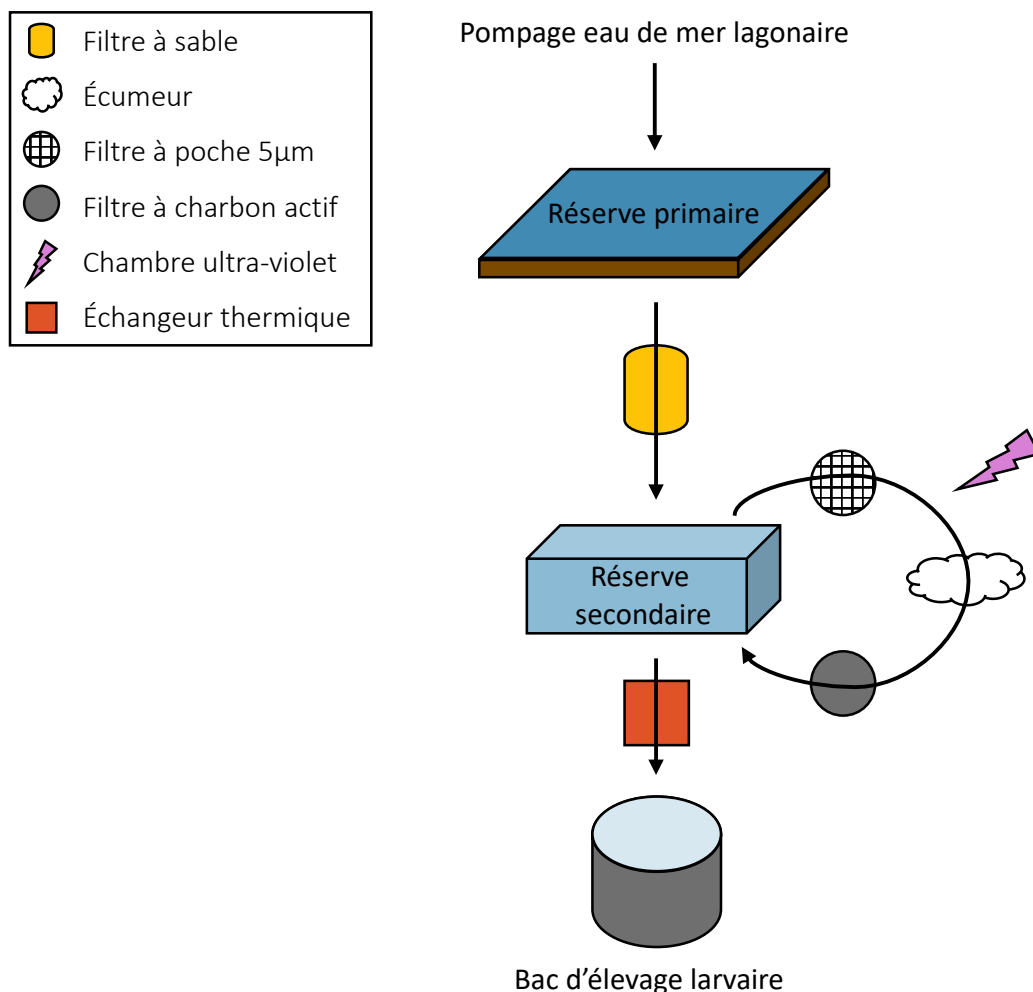 Filtre à sable
Écumeur
Filtre à poche 5µm
Filtre à charbon actif
Chambre ultra-violet
Échangeur thermique
Pompage eau de mer lagonaire
Réserve primaire
Réserve
secondaire
Bac d’élevage larvaire